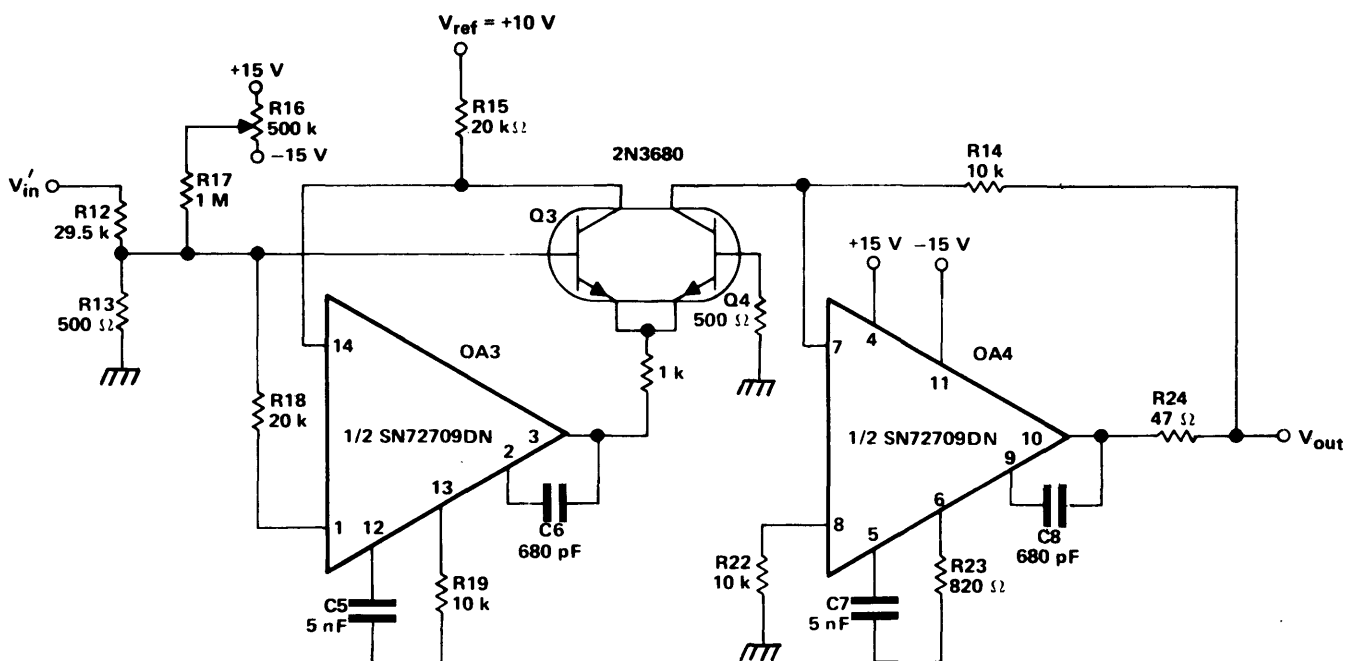 V_ref = +10 V
+15 V
R16
500 k
−15 V
R15
20 kΩ
2N3680
R14
10 k
V'_in
R12
29.5 k
R17
1 M
Q3
+15 V
−15 V
R13
500 Ω
Q4
500 Ω
14
OA3
1 k
7
4
OA4
11
R18
20 k
R24
47 Ω
1/2 SN72709DN
3
2
1/2 SN72709DN
10
9
V_out
13
6
1
12
C6
680 pF
8
5
C8
680 pF
R19
10 k
R22
10 k
R23
820 Ω
C5
5 nF
C7
5 nF